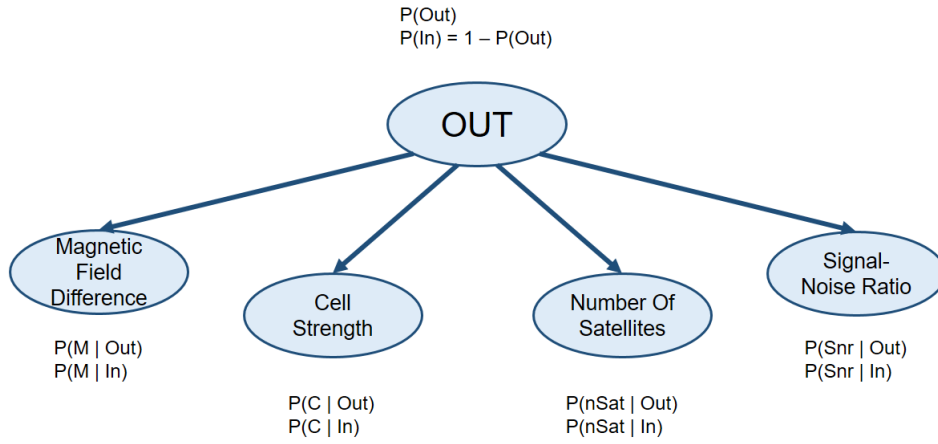 P(Out)
P(In) = 1 – P(Out)
OUT
Magnetic
Field
Difference
Cell
Strength
Number Of
Satellites
Signal-
Noise Ratio
P(M | Out)
P(M | In)
P(C | Out)
P(C | In)
P(nSat | Out)
P(nSat | In)
P(Snr | Out)
P(Snr | In)